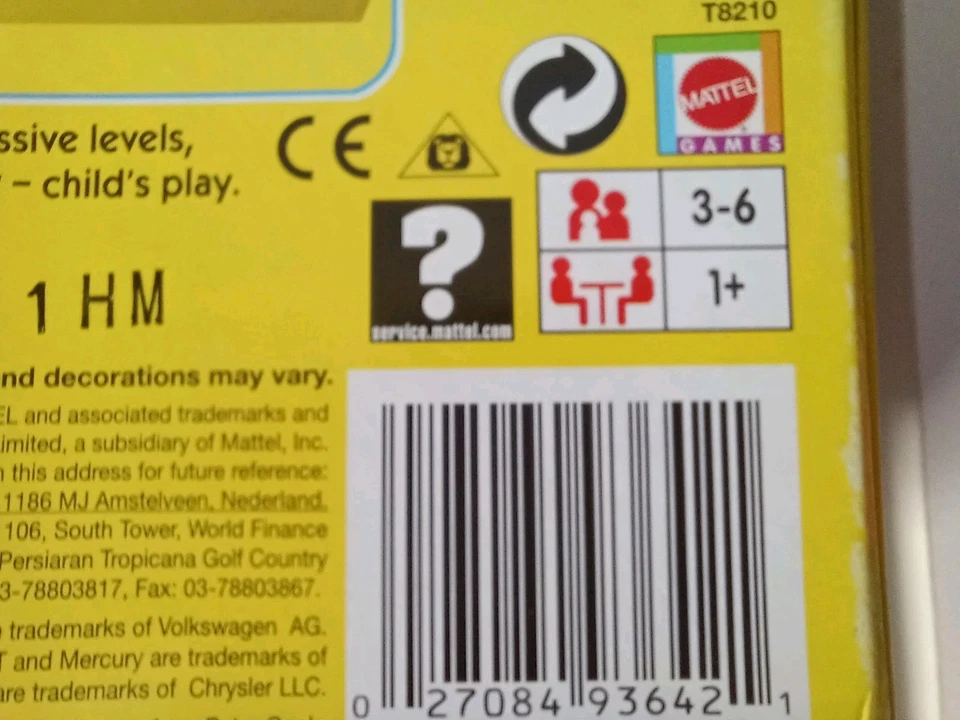 T8210
MATTEL
GAMES
ssive levels,
– child's play.
CE
3-6
1+
?
service.mattel.com
1 HM
nd decorations may vary.
EL and associated trademarks and
imited, a subsidiary of Mattel, Inc.
this address for future reference:
1186 MJ Amstelveen, Nederland.
106, South Tower, World Finance
Persiaran Tropicana Golf Country
3-78803817, Fax: 03-78803867.
trademarks of Volkswagen AG.
T and Mercury are trademarks of
are trademarks of Chrysler LLC.
0 27084 93642 1